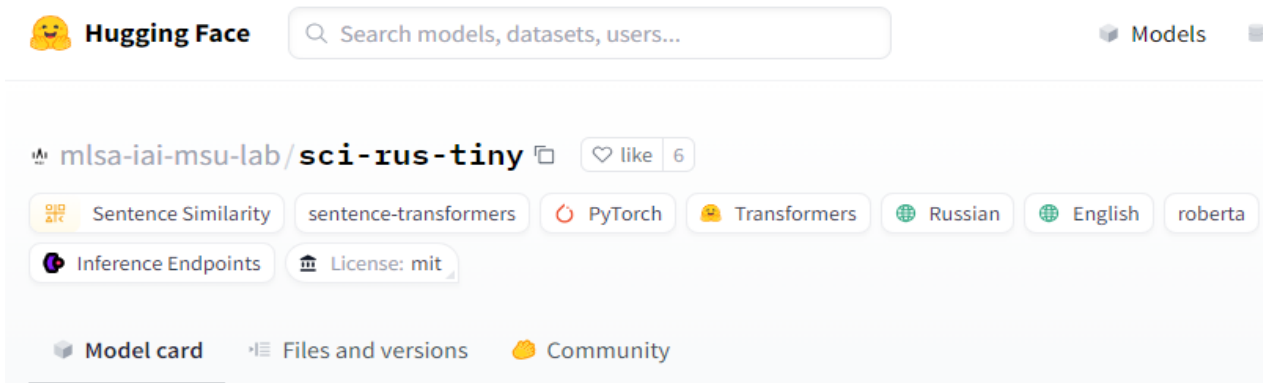 Hugging Face Search models, datasets, users... Models
mlsa-iai-msu-lab/sci-rus-tiny like 6
Sentence Similarity sentence-transformers PyTorch Transformers Russian English roberta
Inference Endpoints License: mit
Model card Files and versions Community